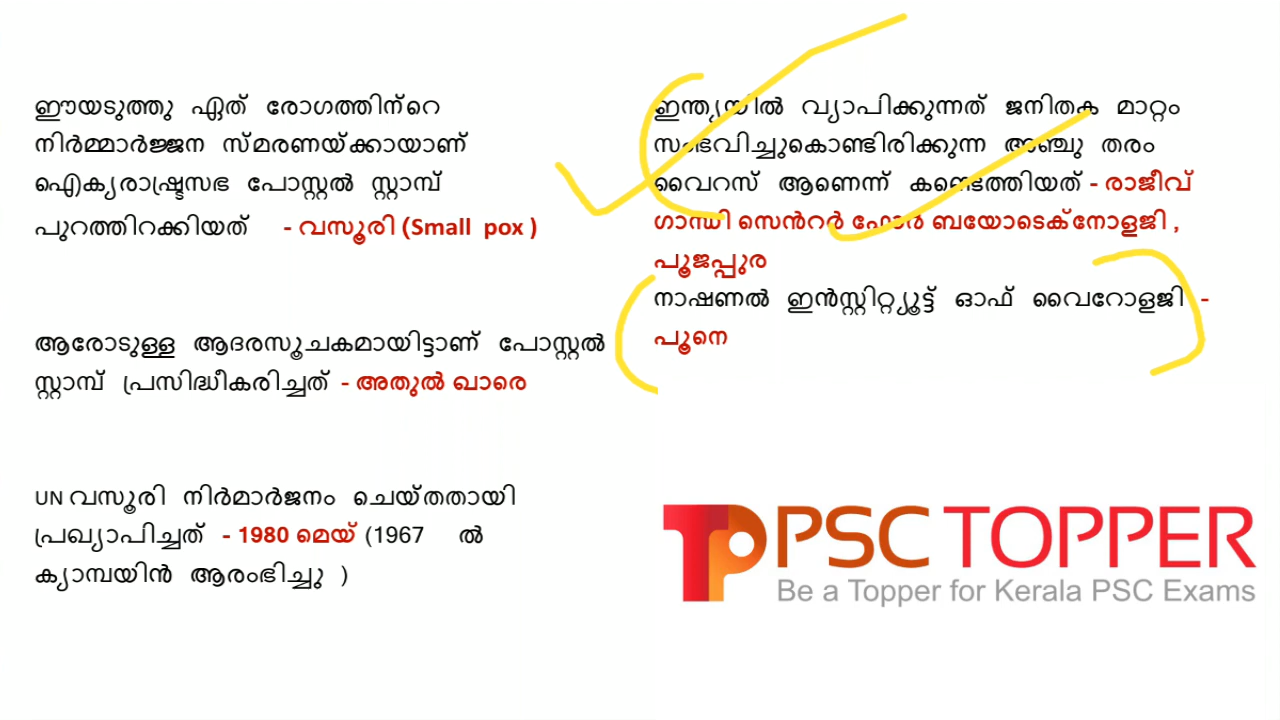 ഈയടുത്തു ഏത് രോഗത്തിന്റെ
നിർമ്മാർജ്ജന സ്മരണയ്ക്കായാണ്
ഐക്യരാഷ്ട്രസഭ പോസ്റ്റൽ സ്റ്റാമ്പ്
പുറത്തിറക്കിയത് - വസൂരി (Small pox )
ആരോടുള്ള ആദരസൂചകമായിട്ടാണ് പോസ്റ്റൽ
സ്റ്റാമ്പ് പ്രസിദ്ധീകരിച്ചത് - അതുൽ ഖാരെ
UN വസൂരി നിർമാർജനം ചെയ്തതായി
പ്രഖ്യാപിച്ചത് - 1980 മെയ് (1967 ൽ
ക്യാമ്പയിൻ ആരംഭിച്ചു )
ഇന്ത്യയിൽ വ്യാപിക്കുന്നത് ജനിതക മാറ്റം
സംഭവിച്ചുകൊണ്ടിരിക്കുന്ന അഞ്ചു തരം
വൈറസ് ആണെന്ന് കണ്ടെത്തിയത് - രാജീവ്
ഗാന്ധി സെൻറർ ഫോർ ബയോടെക്നോളജി ,
പൂജപ്പുര
നാഷണൽ ഇൻസ്റ്റിറ്റ്യൂട്ട് ഓഫ് വൈറോളജി -
പൂനെ
PSC TOPPER
Be a Topper for Kerala PSC Exams